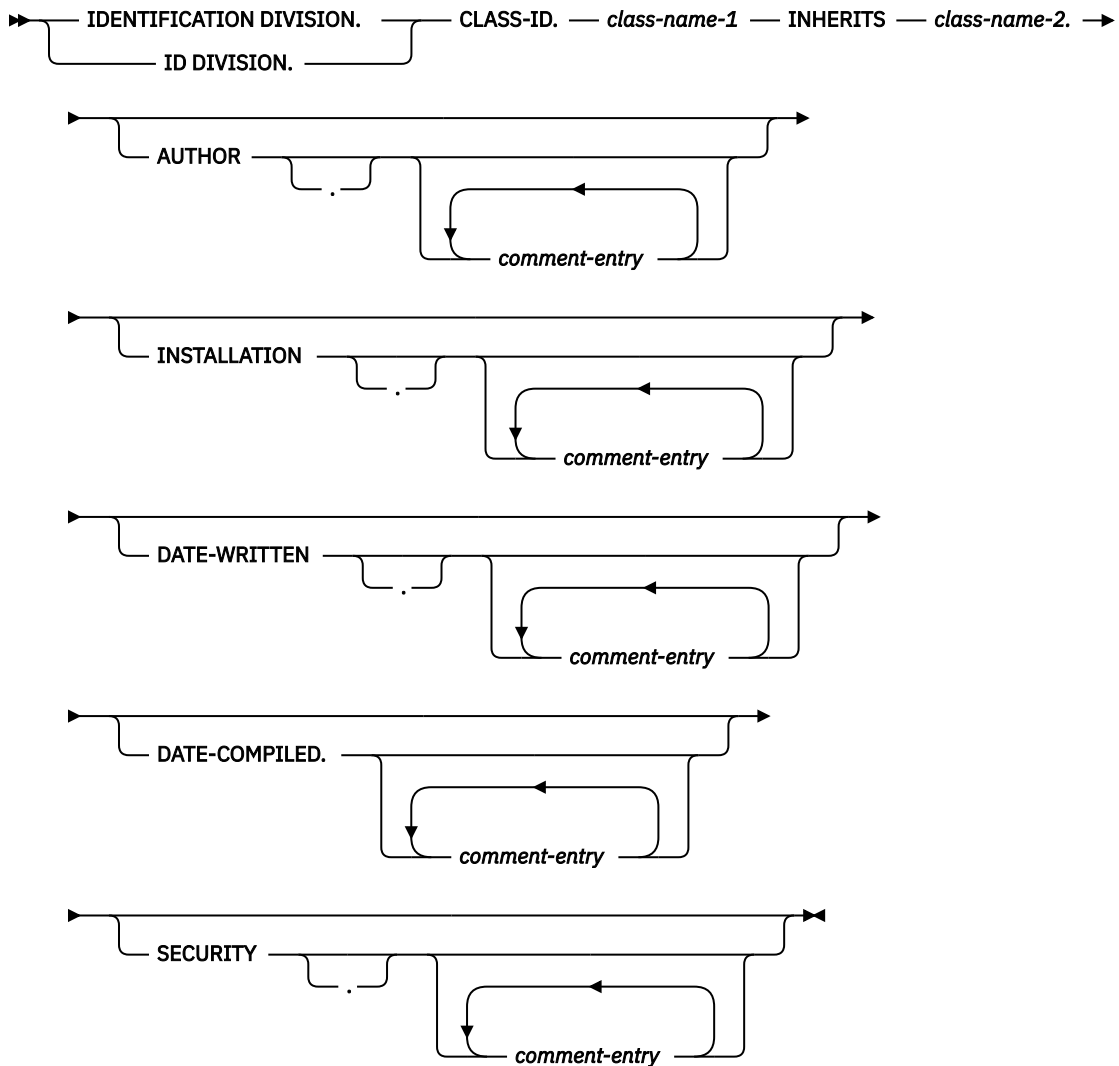 IDENTIFICATION DIVISION. CLASS-ID. class-name-1 INHERITS class-name-2.
ID DIVISION.
AUTHOR
.
comment-entry
INSTALLATION
.
comment-entry
DATE-WRITTEN
.
comment-entry
DATE-COMPILED.
comment-entry
SECURITY
.
comment-entry